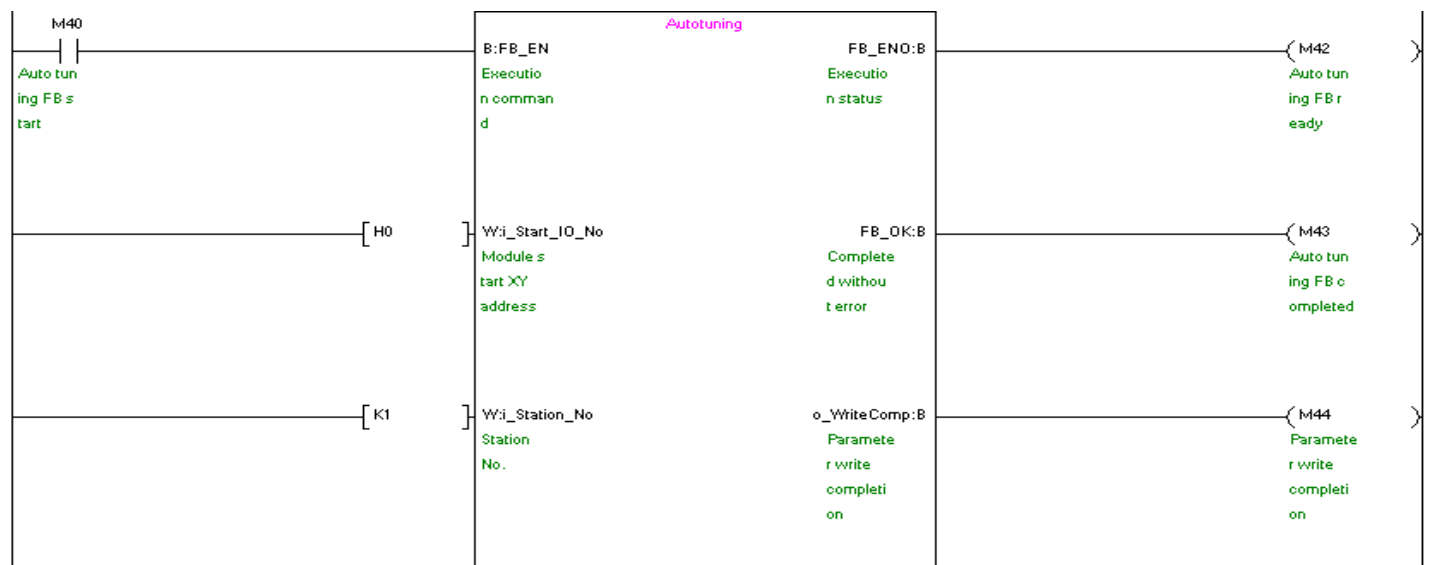 M40
Autotuning
B:FB_EN
FB_ENO:B
M42
Auto tun
ing FB s
tart
Executio
n comman
d
Executio
n status
Auto tun
ing FB r
eady
H0
W:i_Start_IO_No
FB_OK:B
M43
Module s
tart XY
address
Complete
d withou
t error
Auto tun
ing FB c
ompleted
K1
W:i_Station_No
o_WriteComp:B
M44
Station
No.
Paramete
r write
completi
on
Paramete
r write
completi
on